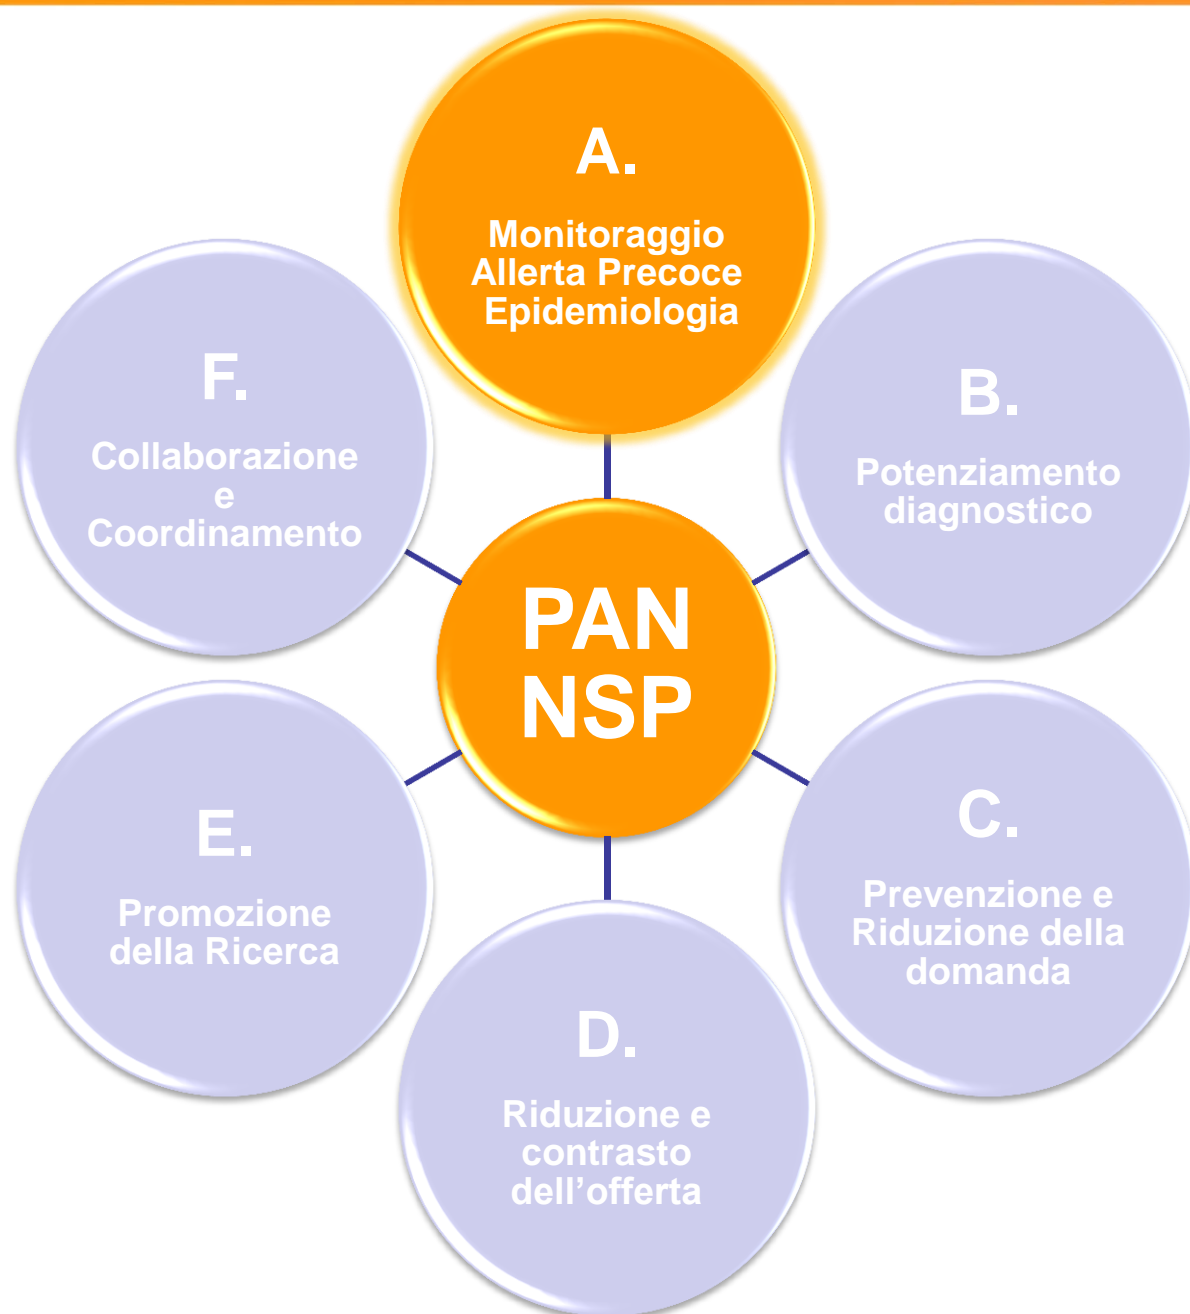 A.
Monitoraggio
Allerta Precoce
Epidemiologia
B.
Potenziamento
diagnostico
C.
Prevenzione e
Riduzione della
domanda
D.
Riduzione e
contrasto
dell’offerta
E.
Promozione
della Ricerca
F.
Collaborazione
e
Coordinamento
PAN
NSP